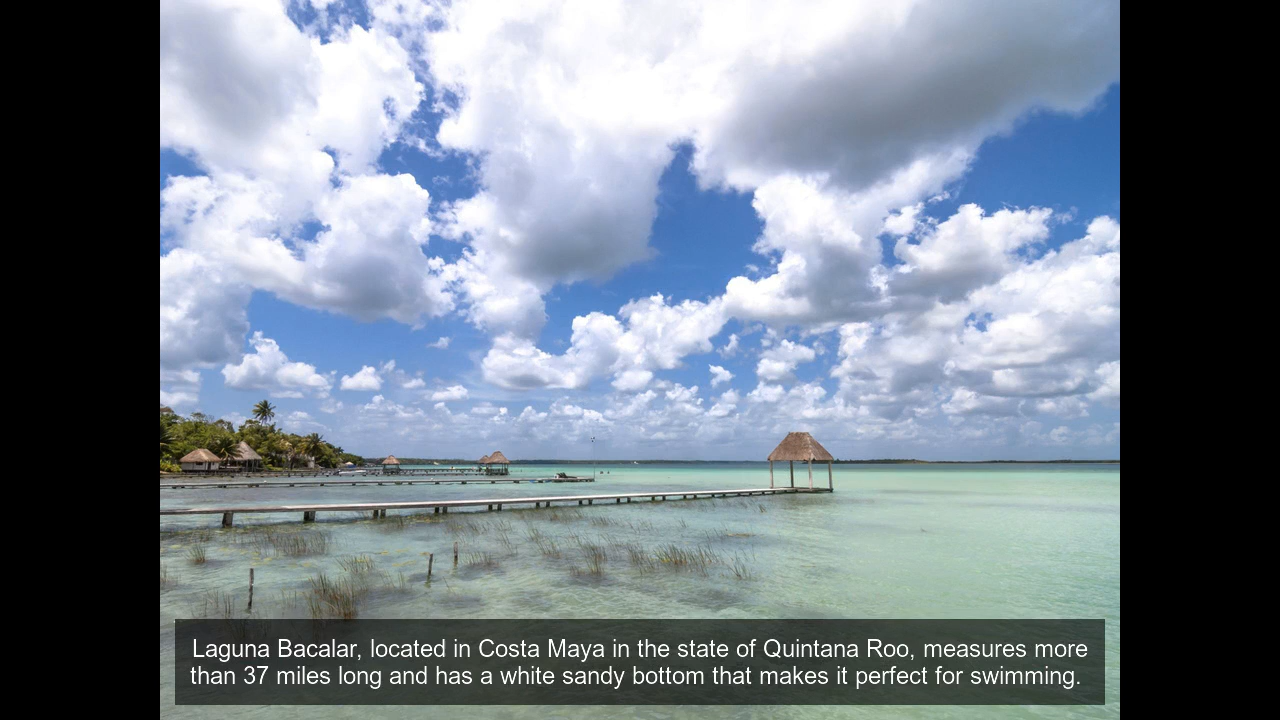 Laguna Bacalar, located in Costa Maya in the state of Quintana Roo, measures more
than 37 miles long and has a white sandy bottom that makes it perfect for swimming.